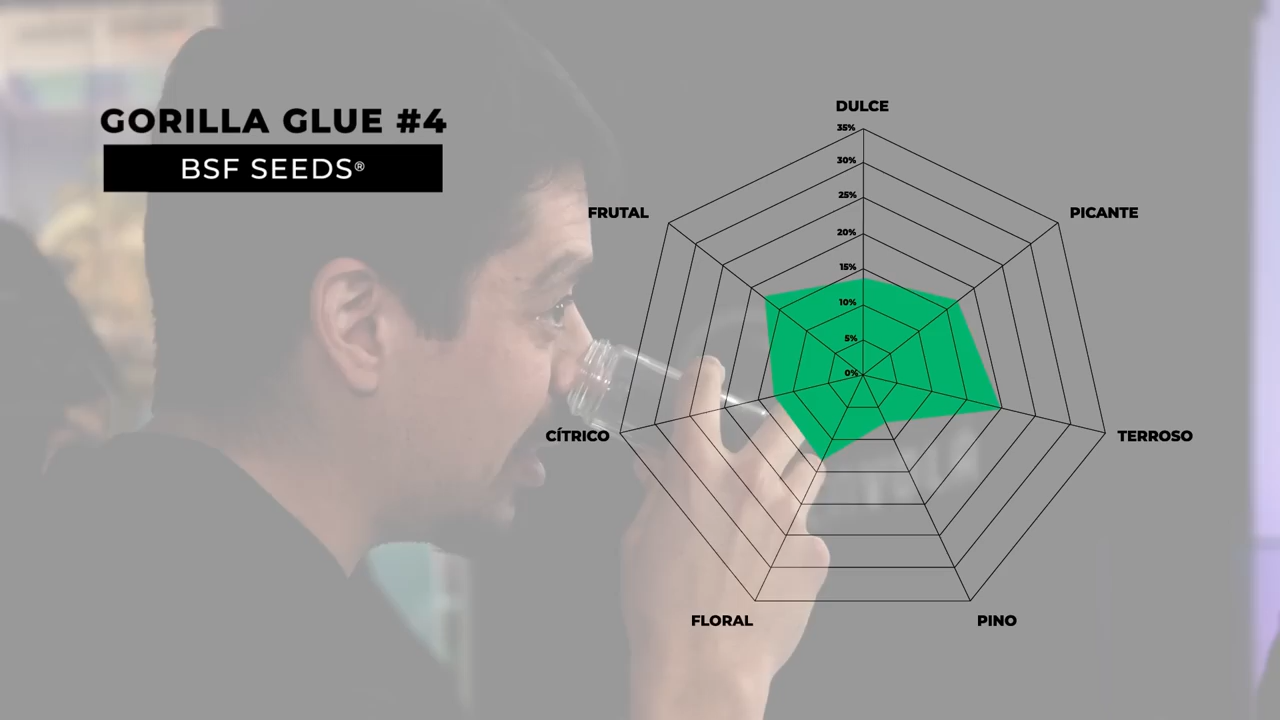 GORILLA GLUE #4
BSF SEEDS®
DULCE
35%
30%
25%
20%
15%
10%
5%
0%
FRUTAL
PICANTE
CÍTRICO
TERROSO
FLORAL
PINO